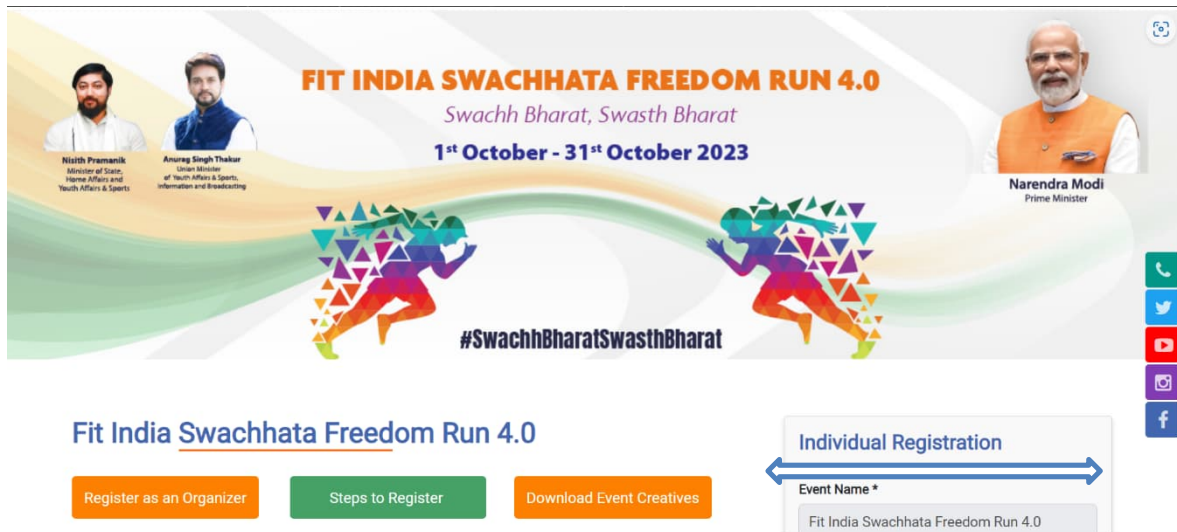 FIT INDIA SWACHHATA FREEDOM RUN 4.0
Swachh Bharat, Swasth Bharat
1st October - 31st October 2023
Nisith Pramanik
Minister of State,
Home Affairs and
Youth Affairs & Sports
Anurag Singh Thakur
Union Minister
of Youth Affairs & Sports,
Information and Broadcasting
Narendra Modi
Prime Minister
#SwachhBharatSwasthBharat
Fit India Swachhata Freedom Run 4.0
Register as an Organizer
Steps to Register
Download Event Creatives
Individual Registration
Event Name *
Fit India Swachhata Freedom Run 4.0